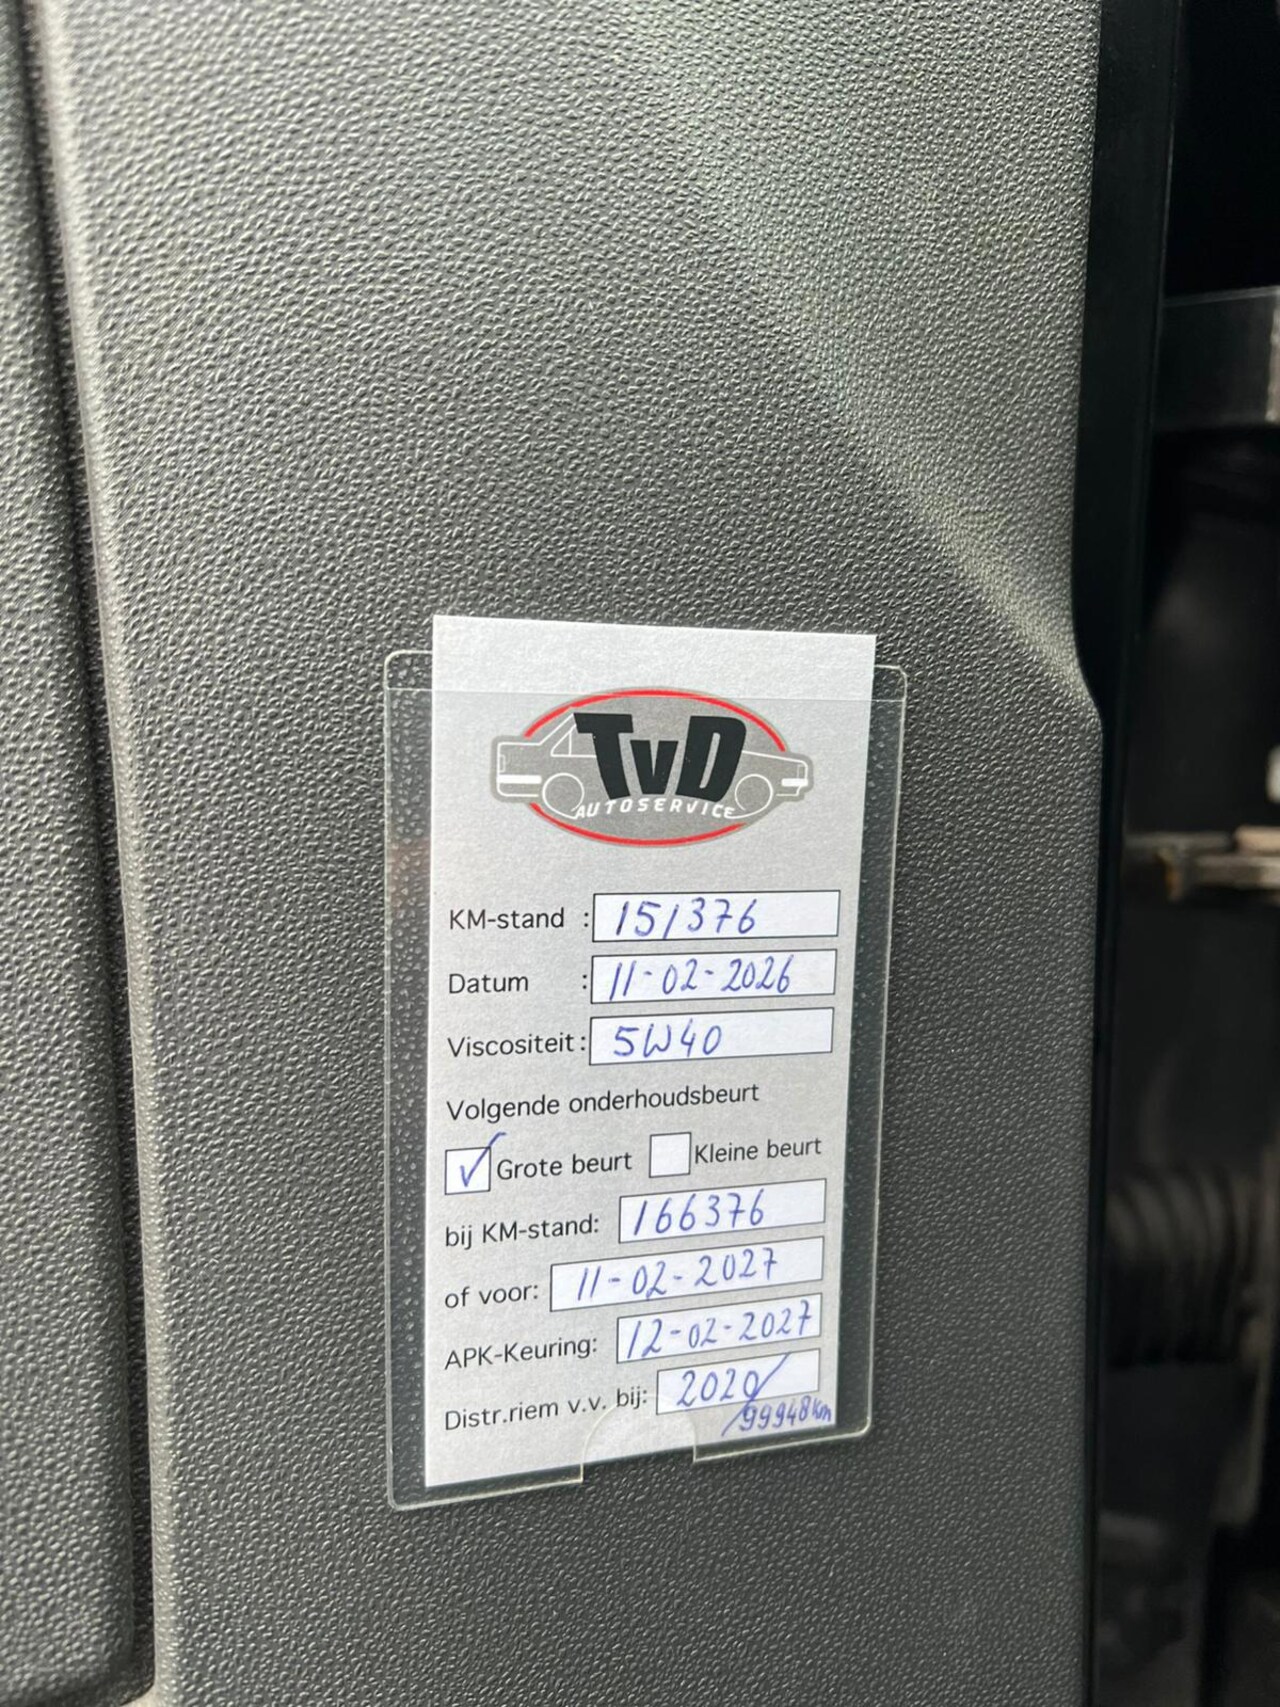 TvD
AUTOSERVICE
KM-stand : 151376
Datum : 11-02-2026
Viscositeit : 5W40
Volgende onderhoudsbeurt
Grote beurt Kleine beurt
bij KM-stand: 166376
of voor: 11-02-2027
APK-Keuring: 12-02-2027
Distr.riem v.v. bij: 2020/
/99948km